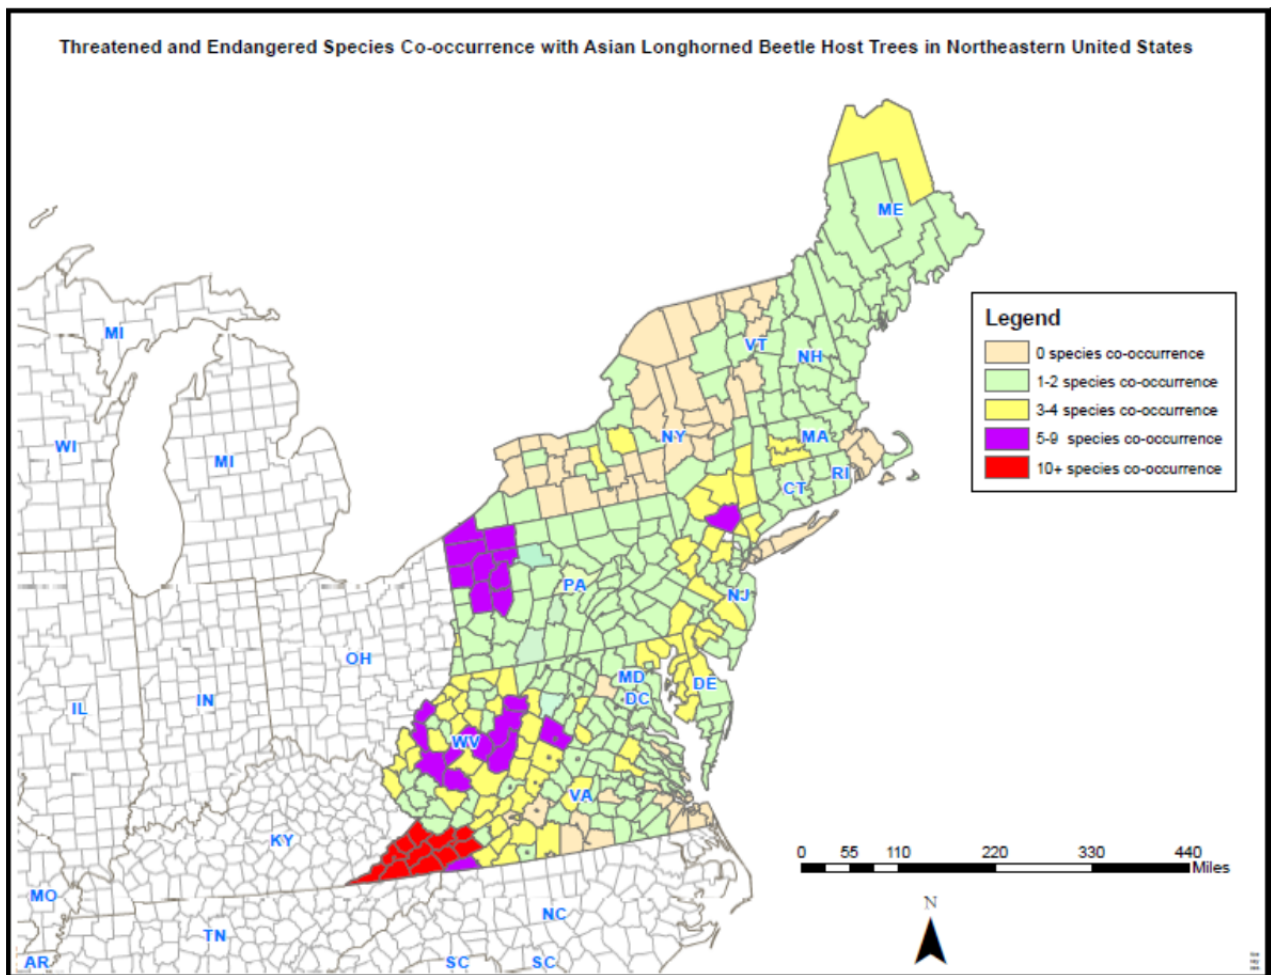 Threatened and Endangered Species Co-occurrence with Asian Longhorned Beetle Host Trees in Northeastern United States
ME
MI
VT
NH
WI
MI
NY
MA
RI
CT
PA
NJ
OH
MD
DE
DC
IL
IN
WV
VA
KY
MO
NC
TN
AR
SC
SC
Legend
0 species co-occurrence
1-2 species co-occurrence
3-4 species co-occurrence
5-9 species co-occurrence
10+ species co-occurrence
0 55 110 220 330 440
Miles
N